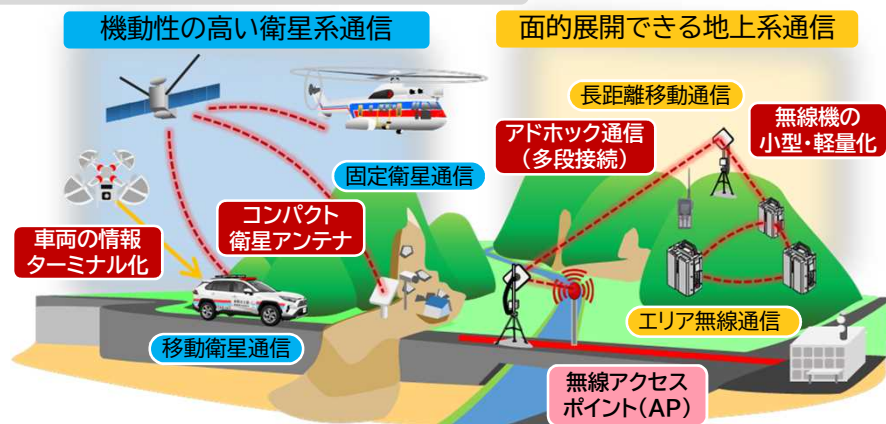 機動性の高い衛星系通信
面的展開できる地上系通信
長距離移動通信
アドホック通信
（多段接続）
無線機の
小型・軽量化
固定衛星通信
コンパクト
衛星アンテナ
車両の情報
ターミナル化
移動衛星通信
エリア無線通信
無線アクセス
ポイント（AP）